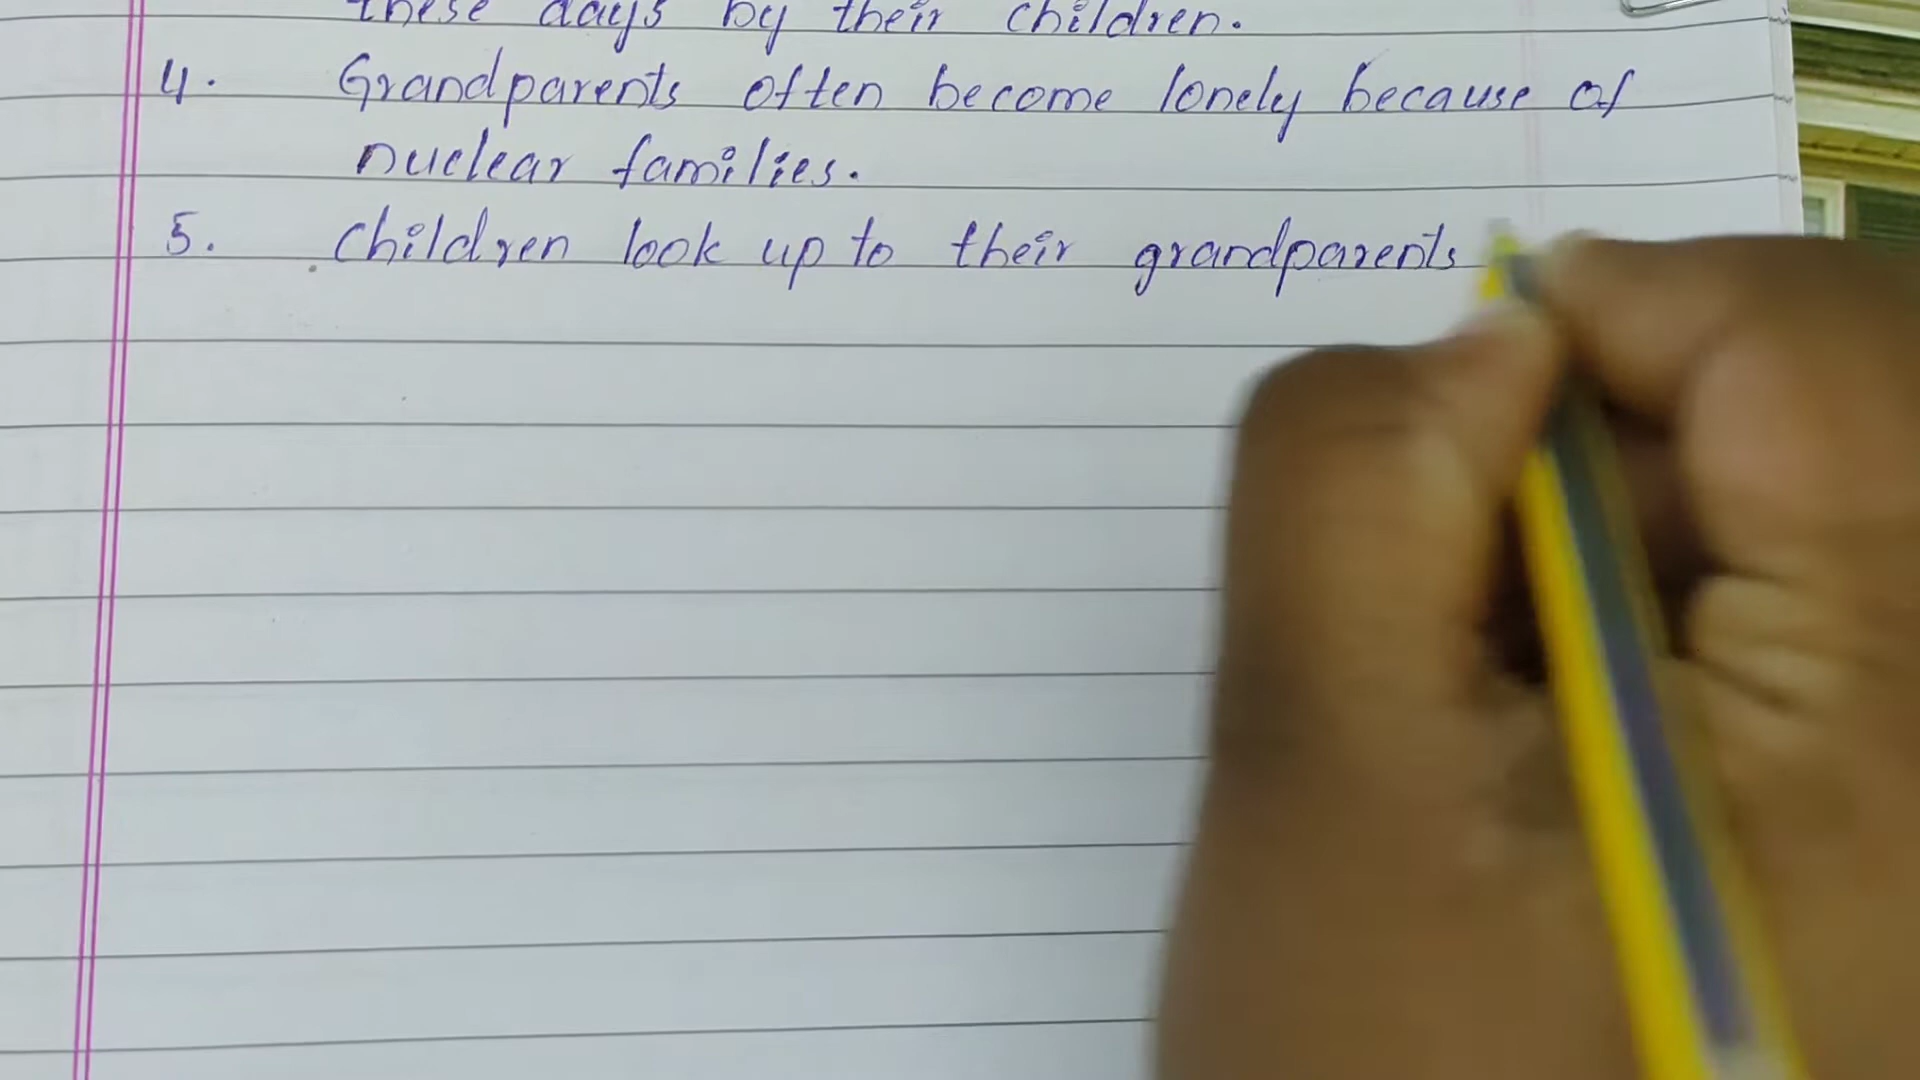 these days by their children.
4. Grandparents often become lonely because of
nuclear families.
5. children look up to their grandparents